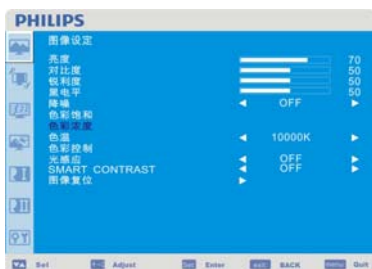 PHILIPS
图像设定
亮度 70
对比度 50
锐利度 50
黑电平 50
降噪 OFF
色彩饱和
色彩浓度
色温 10000K
色彩控制
光感应 OFF
SMART CONTRAST OFF
图像复位
Sel Adjust Enter BACK Quit